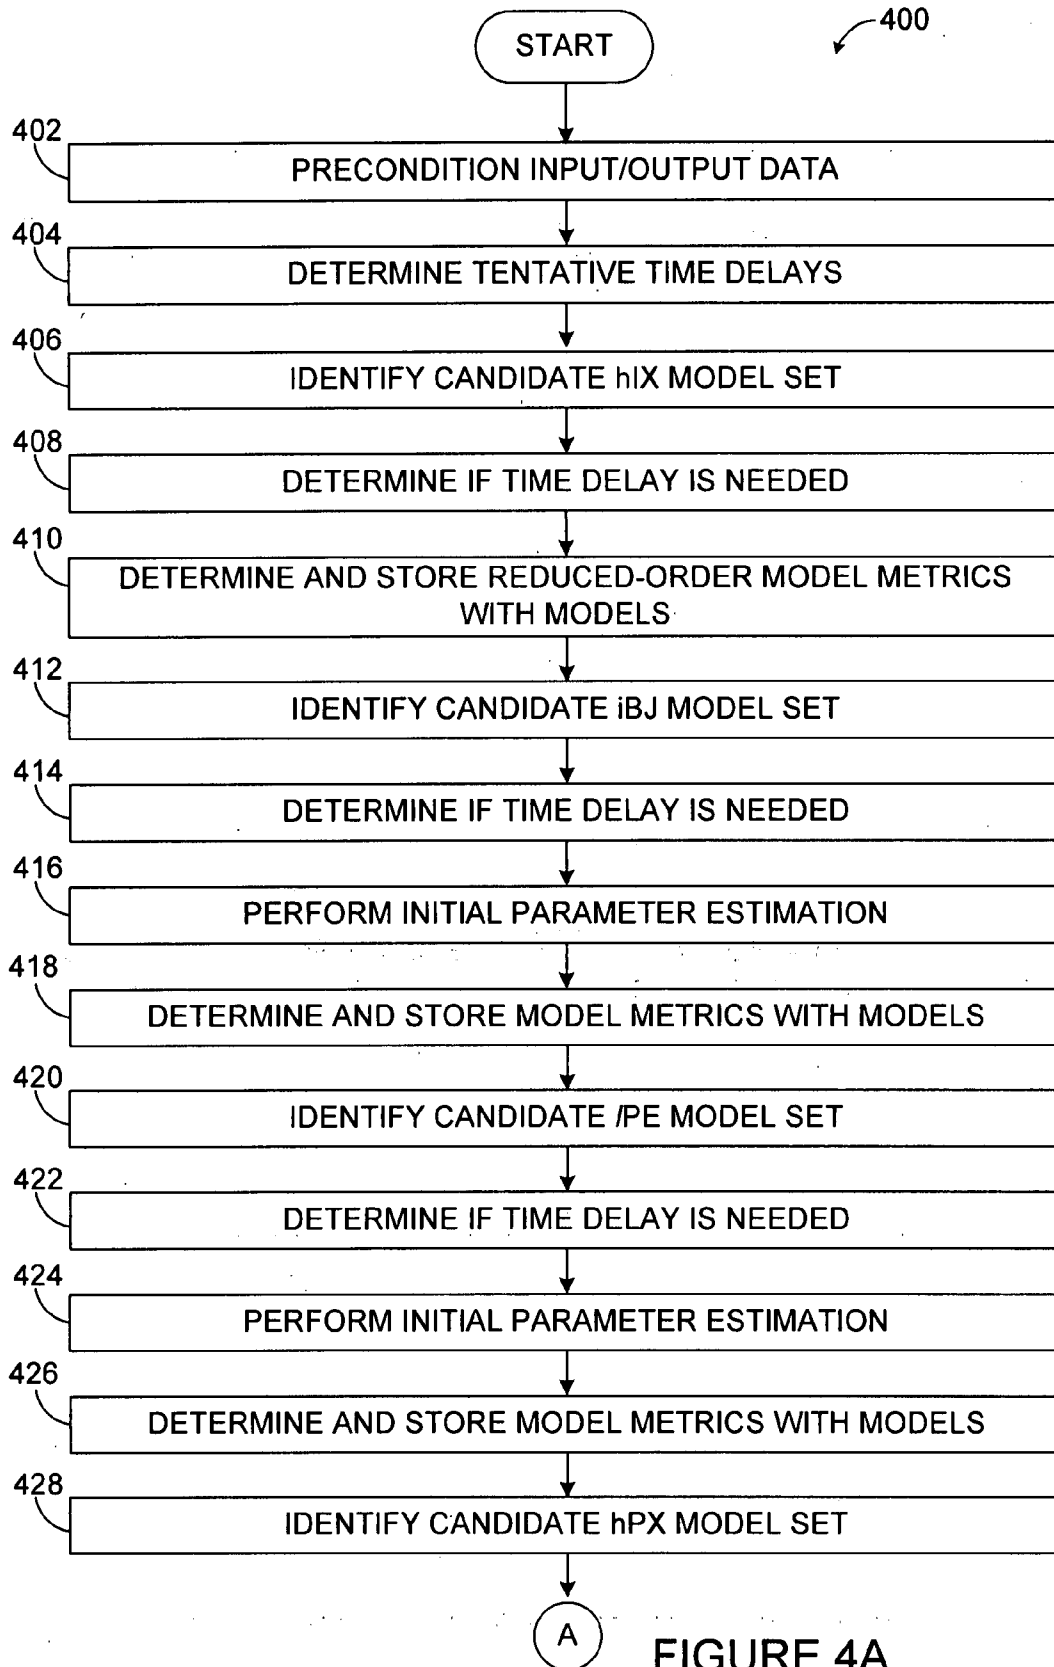 400
START
402
PRECONDITION INPUT/OUTPUT DATA
404
DETERMINE TENTATIVE TIME DELAYS
406
IDENTIFY CANDIDATE hIX MODEL SET
408
DETERMINE IF TIME DELAY IS NEEDED
410
DETERMINE AND STORE REDUCED-ORDER MODEL METRICS
WITH MODELS
412
IDENTIFY CANDIDATE iBJ MODEL SET
414
DETERMINE IF TIME DELAY IS NEEDED
416
PERFORM INITIAL PARAMETER ESTIMATION
418
DETERMINE AND STORE MODEL METRICS WITH MODELS
420
IDENTIFY CANDIDATE /PE MODEL SET
422
DETERMINE IF TIME DELAY IS NEEDED
424
PERFORM INITIAL PARAMETER ESTIMATION
426
DETERMINE AND STORE MODEL METRICS WITH MODELS
428
IDENTIFY CANDIDATE hPX MODEL SET
A
FIGURE 4A